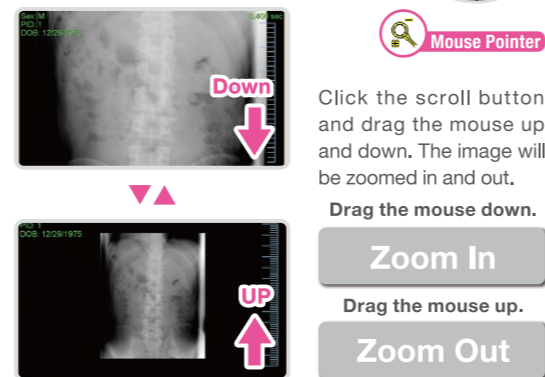 Sex: M
0.400 sec
PID: 1
DOB: 12/29/1975
Down
PID: 1
DOB: 12/29/1975
UP
Mouse Pointer
Click the scroll button
and drag the mouse up
and down. The image will
be zoomed in and out.
Drag the mouse down.
Zoom In
Drag the mouse up.
Zoom Out